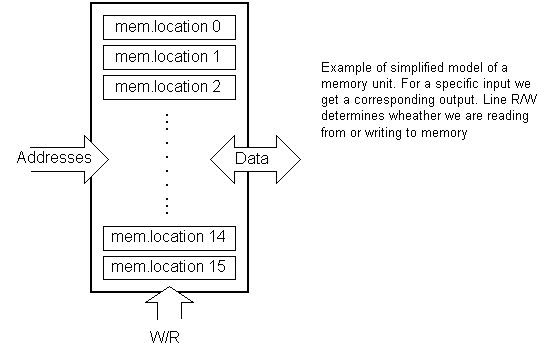 mem.location 0
mem.location 1
mem.location 2
Example of simplified model of a
memory unit. For a specific input we
get a corresponding output. Line R/W
determines wheather we are reading
from or writing to memory
Addresses
Data
mem.location 14
mem.location 15
W/R